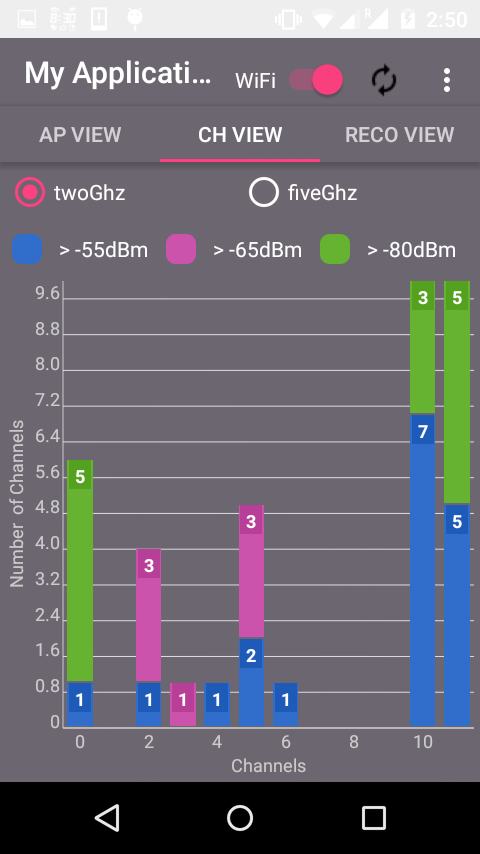 R 2:50
My Applicati... WiFi
AP VIEW CH VIEW RECO VIEW
twoGhz fiveGhz
> -55dBm > -65dBm > -80dBm
9.6
8.8
8.0
7.2
6.4
5.6
4.8
4.0
3.2
2.4
1.6
0.8
0
Number of Channels
3 5
7
5
3
3
5
2
1 1 1 1 1
0 2 4 6 8 10
Channels